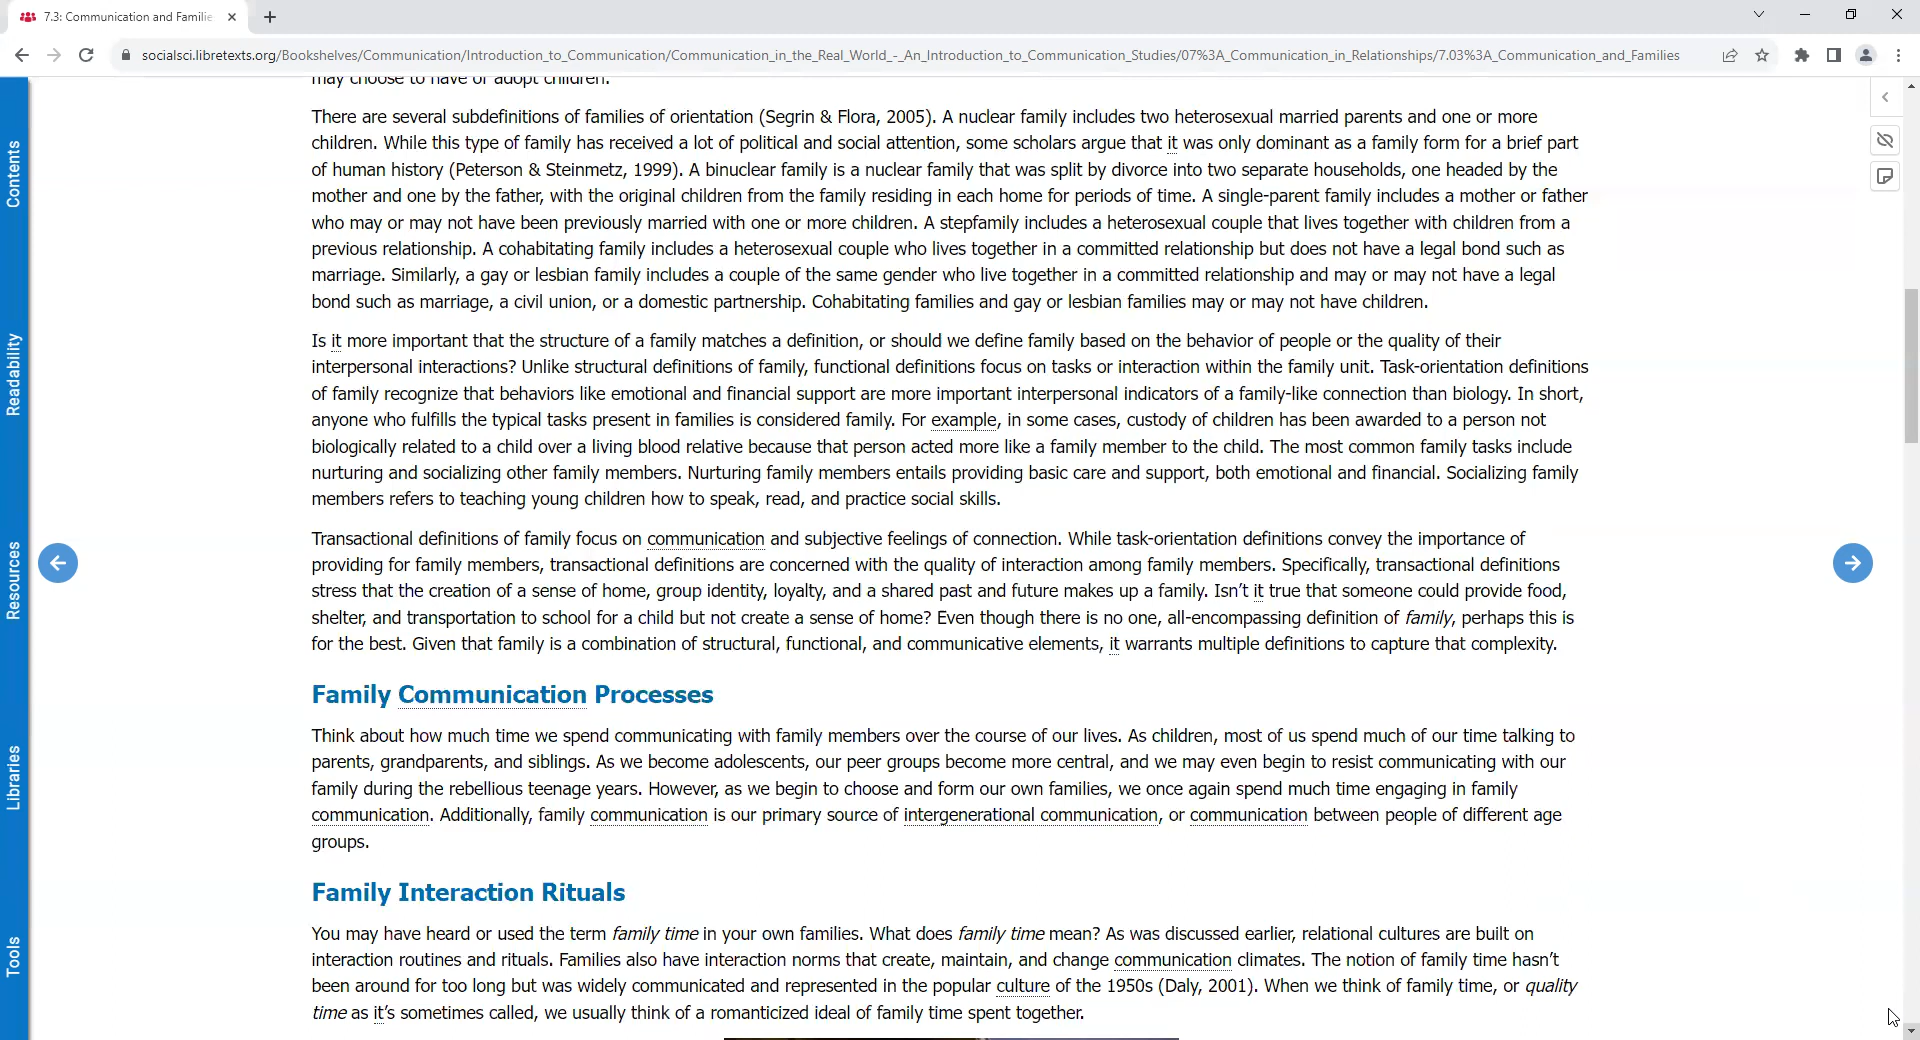 7.3: Communication and Familie
socialsci.libretexts.org/Bookshelves/Communication/Introduction_to_Communication/Communication_in_the_Real_World_-_An_Introduction_to_Communication_Studies/07%3A_Communication_in_Relationships/7.03%3A_Communication_and_Families
may choose to have or adopt children.
There are several subdefinitions of families of orientation (Segrin & Flora, 2005). A nuclear family includes two heterosexual married parents and one or more
children. While this type of family has received a lot of political and social attention, some scholars argue that it was only dominant as a family form for a brief part
of human history (Peterson & Steinmetz, 1999). A binuclear family is a nuclear family that was split by divorce into two separate households, one headed by the
mother and one by the father, with the original children from the family residing in each home for periods of time. A single-parent family includes a mother or father
who may or may not have been previously married with one or more children. A stepfamily includes a heterosexual couple that lives together with children from a
previous relationship. A cohabitating family includes a heterosexual couple who lives together in a committed relationship but does not have a legal bond such as
marriage. Similarly, a gay or lesbian family includes a couple of the same gender who live together in a committed relationship and may or may not have a legal
bond such as marriage, a civil union, or a domestic partnership. Cohabitating families and gay or lesbian families may or may not have children.
Is it more important that the structure of a family matches a definition, or should we define family based on the behavior of people or the quality of their
interpersonal interactions? Unlike structural definitions of family, functional definitions focus on tasks or interaction within the family unit. Task-orientation definitions
of family recognize that behaviors like emotional and financial support are more important interpersonal indicators of a family-like connection than biology. In short,
anyone who fulfills the typical tasks present in families is considered family. For example, in some cases, custody of children has been awarded to a person not
biologically related to a child over a living blood relative because that person acted more like a family member to the child. The most common family tasks include
nurturing and socializing other family members. Nurturing family members entails providing basic care and support, both emotional and financial. Socializing family
members refers to teaching young children how to speak, read, and practice social skills.
Transactional definitions of family focus on communication and subjective feelings of connection. While task-orientation definitions convey the importance of
providing for family members, transactional definitions are concerned with the quality of interaction among family members. Specifically, transactional definitions
stress that the creation of a sense of home, group identity, loyalty, and a shared past and future makes up a family. Isn’t it true that someone could provide food,
shelter, and transportation to school for a child but not create a sense of home? Even though there is no one, all-encompassing definition of family, perhaps this is
for the best. Given that family is a combination of structural, functional, and communicative elements, it warrants multiple definitions to capture that complexity.
Family Communication Processes
Think about how much time we spend communicating with family members over the course of our lives. As children, most of us spend much of our time talking to
parents, grandparents, and siblings. As we become adolescents, our peer groups become more central, and we may even begin to resist communicating with our
family during the rebellious teenage years. However, as we begin to choose and form our own families, we once again spend much time engaging in family
communication. Additionally, family communication is our primary source of intergenerational communication, or communication between people of different age
groups.
Family Interaction Rituals
You may have heard or used the term family time in your own families. What does family time mean? As was discussed earlier, relational cultures are built on
interaction routines and rituals. Families also have interaction norms that create, maintain, and change communication climates. The notion of family time hasn’t
been around for too long but was widely communicated and represented in the popular culture of the 1950s (Daly, 2001). When we think of family time, or quality
time as it’s sometimes called, we usually think of a romanticized ideal of family time spent together.
Contents
Readability
Resources
Libraries
Tools